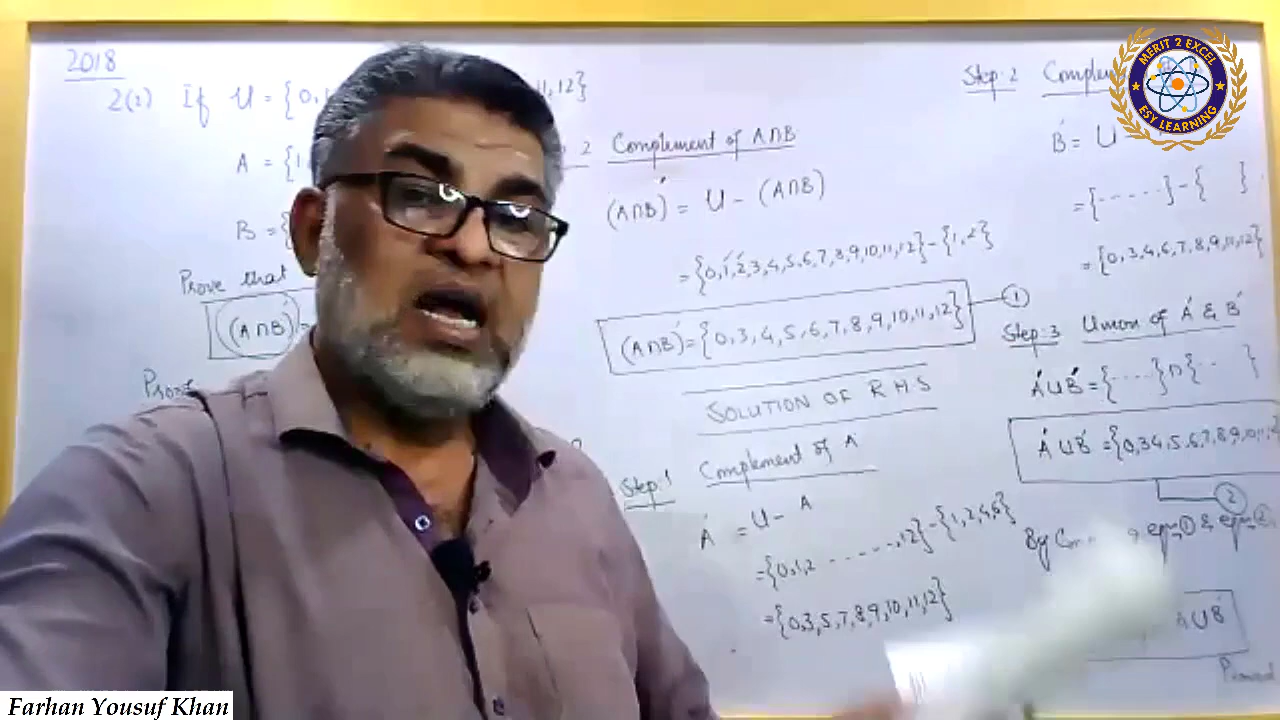 2018
2(i) If U = {0,1 11,12}
A = {1,
B = {
Prove that
(A∩B)′ =
Proof
2 Complement of A∩B
(A∩B)′ = U - (A∩B)
= {0,1,2,3,4,5,6,7,8,9,10,11,12} - {1,2}
(A∩B)′ = {0,3,4,5,6,7,8,9,10,11,12} 1
SOLUTION OF R.H.S
Step:1 Complement of A
A′ = U - A
= {0,1,2 ......,12} - {1,2,4,6}
= {0,3,5,7,8,9,10,11,12}
Step:2 Complem
B′ = U -
= {......} - { }
= {0,3,4,6,7,8,9,11,12}
Step:3 Union of A′ & B′
A′∪B′ = {.....} ∩ {.. }
A′∪B′ = {0,3,4,5,6,7,8,9,10,11,12 2
By eqn 1 & eqn 2
A′∪B′
Proved
MERIT 2 EXCEL
ESY LEARNING
Farhan Yousuf Khan